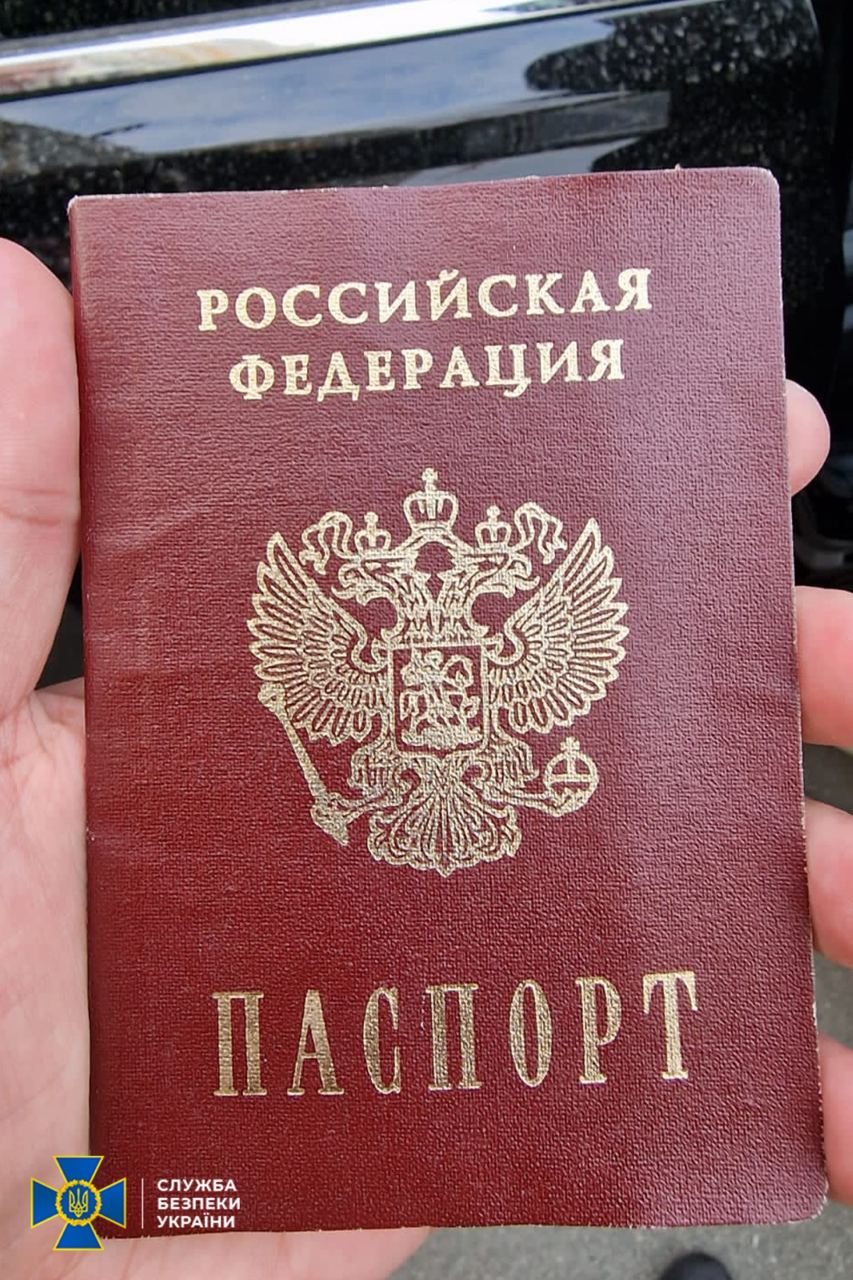 РОССИЙСКАЯ
ФЕДЕРАЦИЯ
ПАСПОРТ
СЛУЖБА
БЕЗПЕКИ
УКРАЇНИ